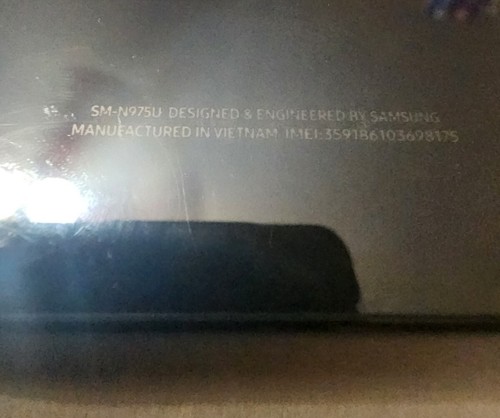 SM-N975U DESIGNED & ENGINEERED BY SAMSUNG
MANUFACTURED IN VIETNAM IMEI:359186103698175